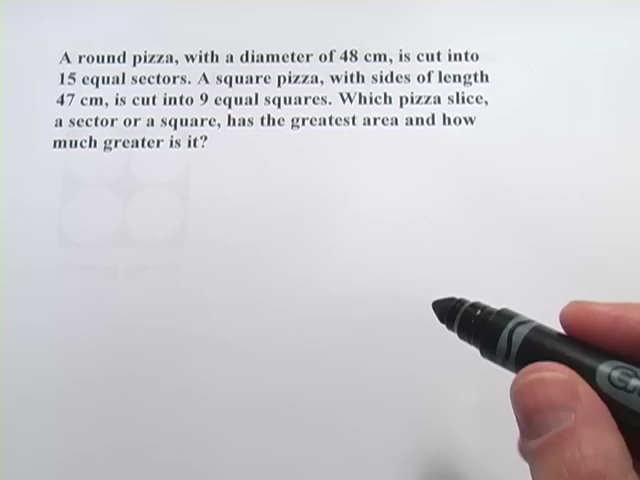 A round pizza, with a diameter of 48 cm, is cut into
15 equal sectors. A square pizza, with sides of length
47 cm, is cut into 9 equal squares. Which pizza slice,
a sector or a square, has the greatest area and how
much greater is it?